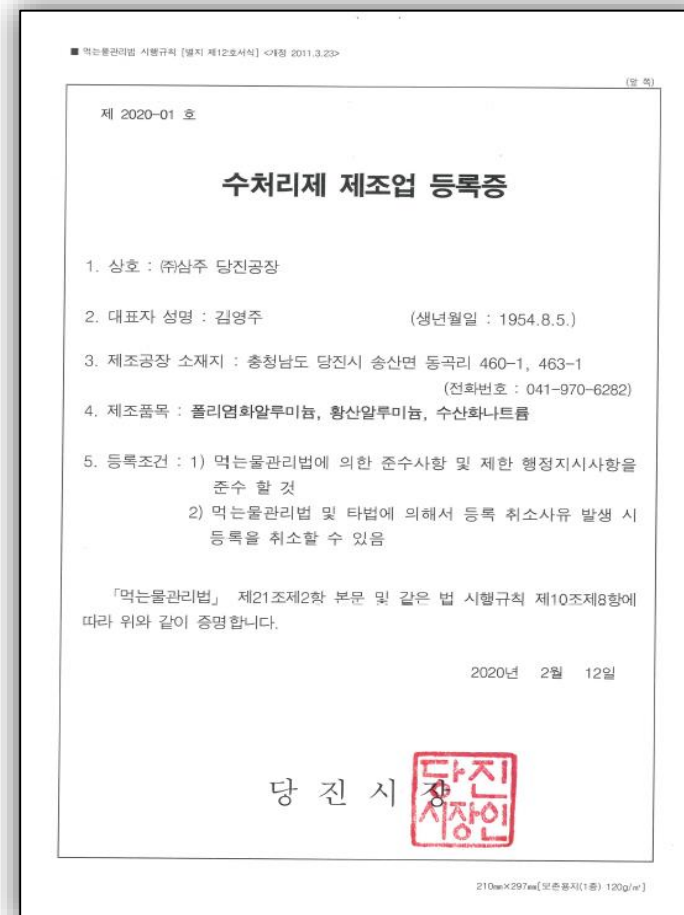 ■ 먹는물관리법 시행규칙 [별지 제12호서식] <개정 2011.3.23>
(앞 쪽)
제 2020-01 호
수처리제 제조업 등록증
1. 상호 : ㈜삼주 당진공장
2. 대표자 성명 : 김영주 (생년월일 : 1954.8.5.)
3. 제조공장 소재지 : 충청남도 당진시 송산면 동곡리 460-1, 463-1
(전화번호 : 041-970-6282)
4. 제조품목 : 폴리염화알루미늄, 황산알루미늄, 수산화나트륨
5. 등록조건 : 1) 먹는물관리법에 의한 준수사항 및 제한 행정지시사항을
준수 할 것
2) 먹는물관리법 및 타법에 의해서 등록 취소사유 발생 시
등록을 취소할 수 있음
「먹는물관리법」 제21조제2항 본문 및 같은 법 시행규칙 제10조제8항에
따라 위와 같이 증명합니다.
2020년 2월 12일
당 진 시 장
당진
시장인
210㎜×297㎜[보존용지(1종) 120g/㎡]